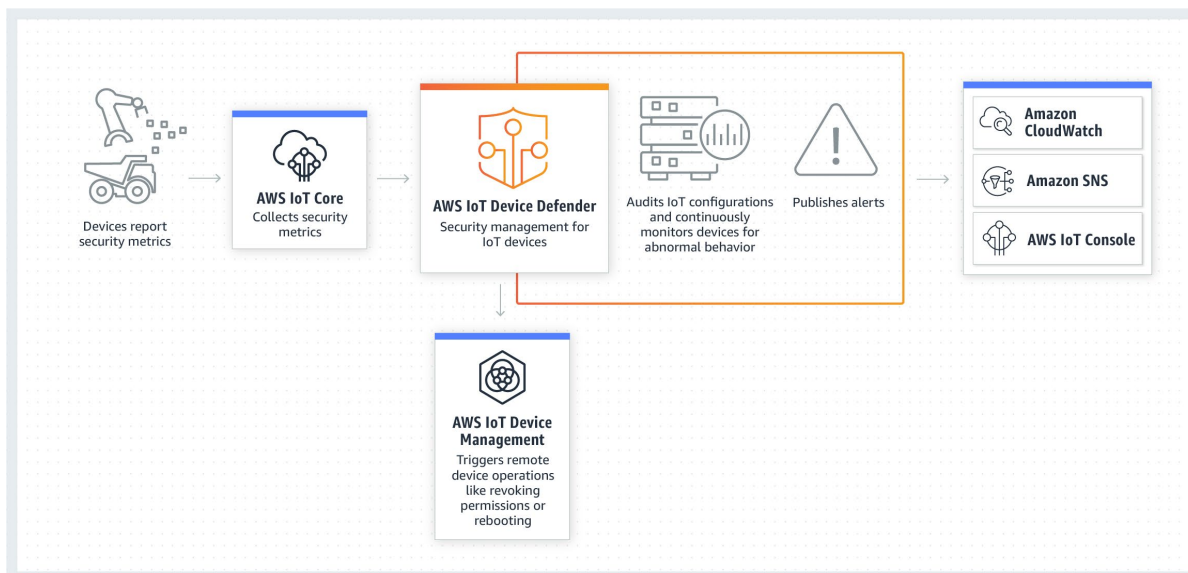 Devices report
security metrics
AWS IoT Core
Collects security
metrics
AWS IoT Device Defender
Security management for
IoT devices
Audits IoT configurations
and continuously
monitors devices for
abnormal behavior
Publishes alerts
Amazon
CloudWatch
Amazon SNS
AWS IoT Console
AWS IoT Device
Management
Triggers remote
device operations
like revoking
permissions or
rebooting